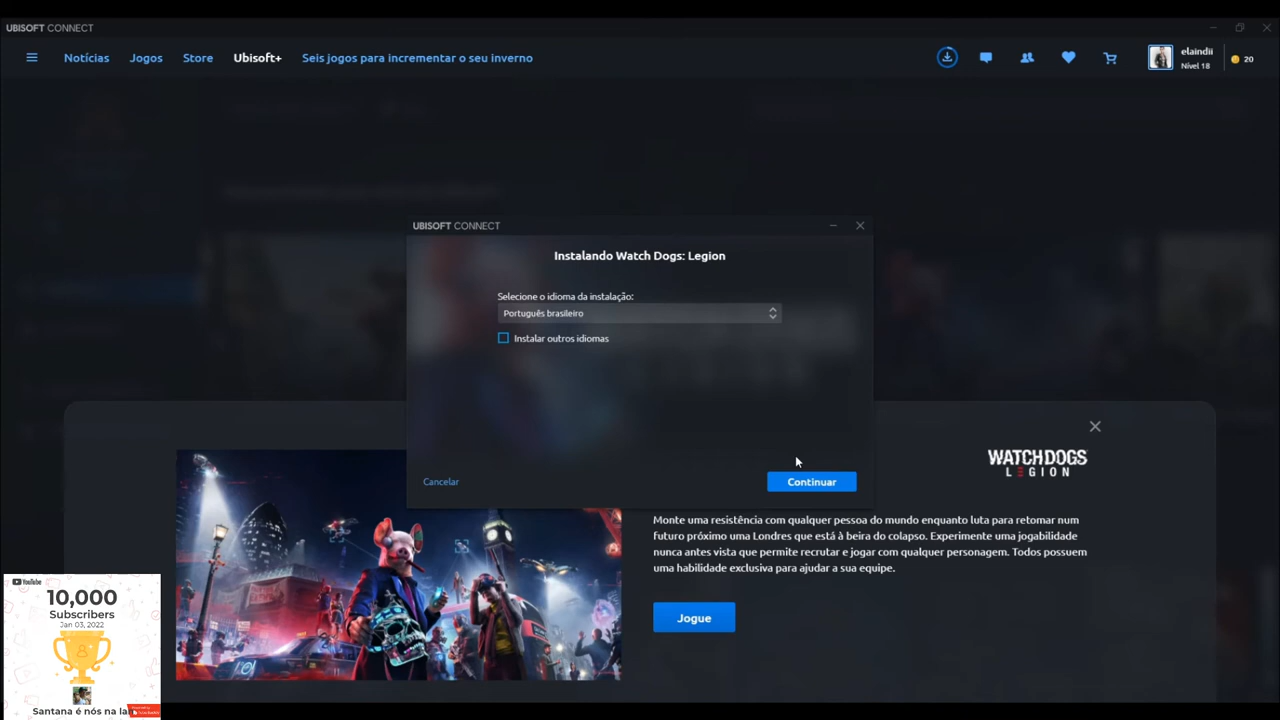 UBISOFT CONNECT
Notícias Jogos Store Ubisoft+ Seis jogos para incrementar o seu inverno
elaindii
Nível 18
20
UBISOFT CONNECT
Instalando Watch Dogs: Legion
Selecione o idioma da instalação:
Português brasileiro
Instalar outros idiomas
Cancelar
Continuar
WATCH DOGS
LEGION
Monte uma resistência com qualquer pessoa do mundo enquanto luta para retomar num
futuro próximo uma Londres que está à beira do colapso. Experimente uma jogabilidade
nunca antes vista que permite recrutar e jogar com qualquer personagem. Todos possuem
uma habilidade exclusiva para ajudar a sua equipe.
Jogue
YouTube
10,000
Subscribers
Jan 03, 2022
Santana é nós na